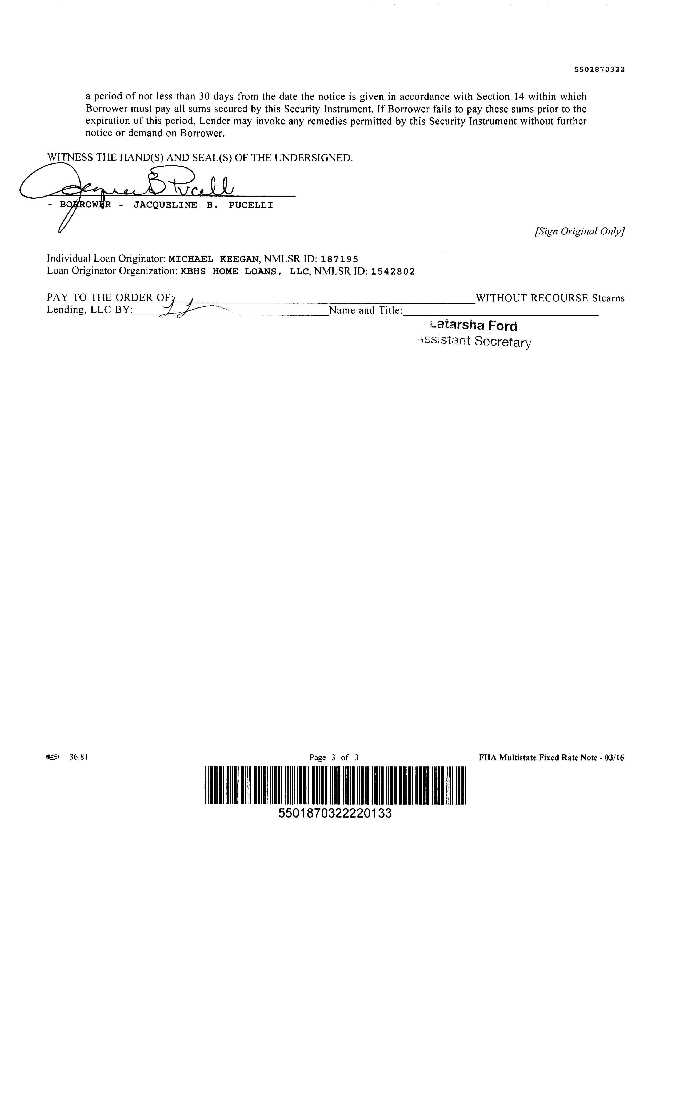 5501870322
a period of not less than 30 days from the date the notice is given in accordance with Section 14 within which
Borrower must pay all sums secured by this Security Instrument. If Borrower fails to pay these sums prior to the
expiration of this period, Lender may invoke any remedies permitted by this Security Instrument without further
notice or demand on Borrower.
WITNESS THE HAND(S) AND SEAL(S) OF THE UNDERSIGNED.
- BORROWER - JACQUELINE B. PUCELLI
[Sign Original Only]
Individual Loan Originator: MICHAEL KEEGAN, NMLSR ID: 187195
Loan Originator Organization: KBHS HOME LOANS, LLC, NMLSR ID: 1542802
PAY TO THE ORDER OF: WITHOUT RECOURSE Stearns
Lending, LLC BY: Name and Title:
Latarsha Ford
Assistant Secretary
36.81 Page 3 of 3 FHA Multistate Fixed Rate Note - 03/16
5501870322220133